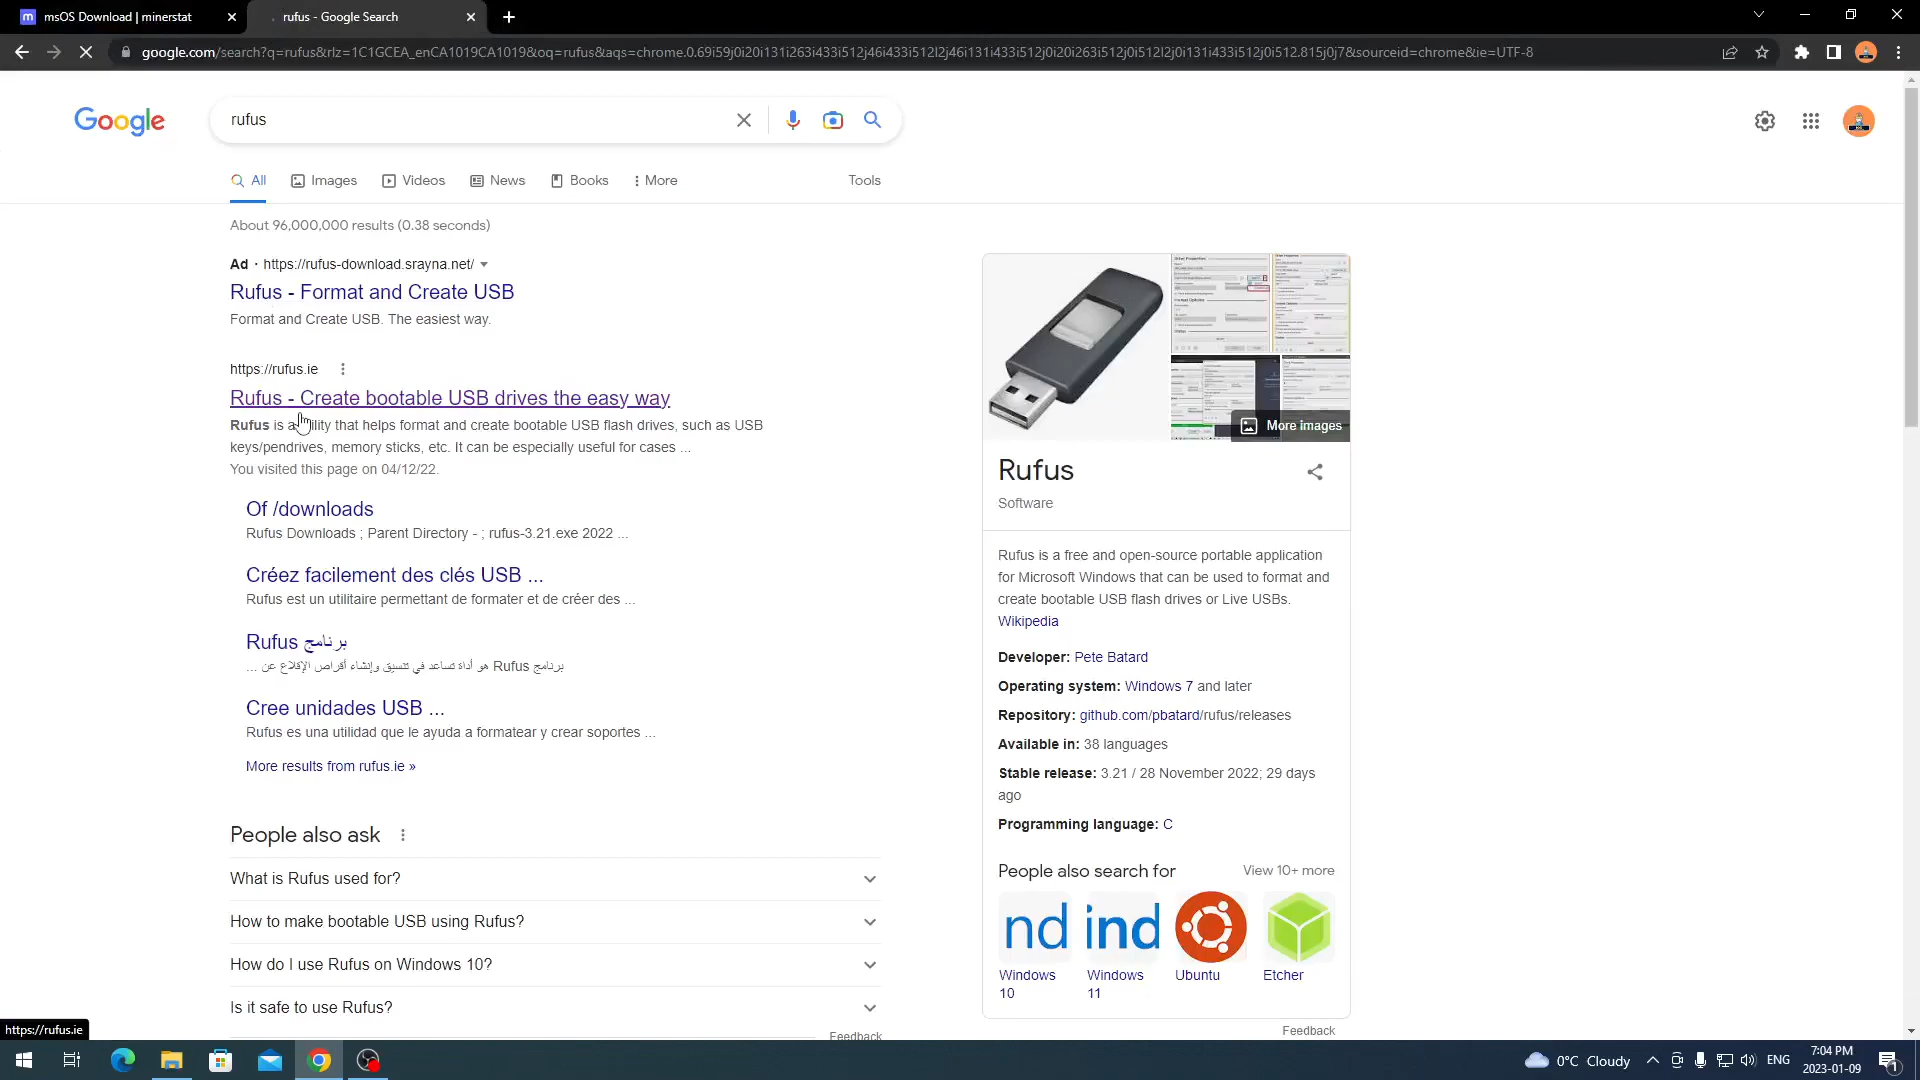 msOS Download | minerstat
rufus - Google Search
google.com/search?q=rufus&rlz=1C1GCEA_enCA1019CA1019&oq=rufus&aqs=chrome.0.69i59j0i20i131i263i433i512j46i433i512l2j46i131i433i512j0i20i263i512j0i512l2j0i131i433i512j0i512.815j0j7&sourceid=chrome&ie=UTF-8
Google
rufus
All
Images
Videos
News
Books
More
Tools
About 96,000,000 results (0.38 seconds)
Ad · https://rufus-download.srayna.net/
Rufus - Format and Create USB
Format and Create USB. The easiest way.
https://rufus.ie
Rufus - Create bootable USB drives the easy way
Rufus is a utility that helps format and create bootable USB flash drives, such as USB
keys/pendrives, memory sticks, etc. It can be especially useful for cases ...
You visited this page on 04/12/22.
Of /downloads
Rufus Downloads ; Parent Directory - ; rufus-3.21.exe 2022 ...
Créez facilement des clés USB ...
Rufus est un utilitaire permettant de formater et de créer des ...
برنامج Rufus
برنامج Rufus هو أداة تساعد في تنسيق وإنشاء أقراص الإقلاع عن ...
Cree unidades USB ...
Rufus es una utilidad que le ayuda a formatear y crear soportes ...
More results from rufus.ie »
People also ask
What is Rufus used for?
How to make bootable USB using Rufus?
How do I use Rufus on Windows 10?
Is it safe to use Rufus?
Feedback
More images
Rufus
Software
Rufus is a free and open-source portable application
for Microsoft Windows that can be used to format and
create bootable USB flash drives or Live USBs.
Wikipedia
Developer: Pete Batard
Operating system: Windows 7 and later
Repository: github.com/pbatard/rufus/releases
Available in: 38 languages
Stable release: 3.21 / 28 November 2022; 29 days
ago
Programming language: C
People also search for
View 10+ more
nd
ind
Windows
10
Windows
11
Ubuntu
Etcher
Feedback
https://rufus.ie
0°C Cloudy
ENG
7:04 PM
2023-01-09
1